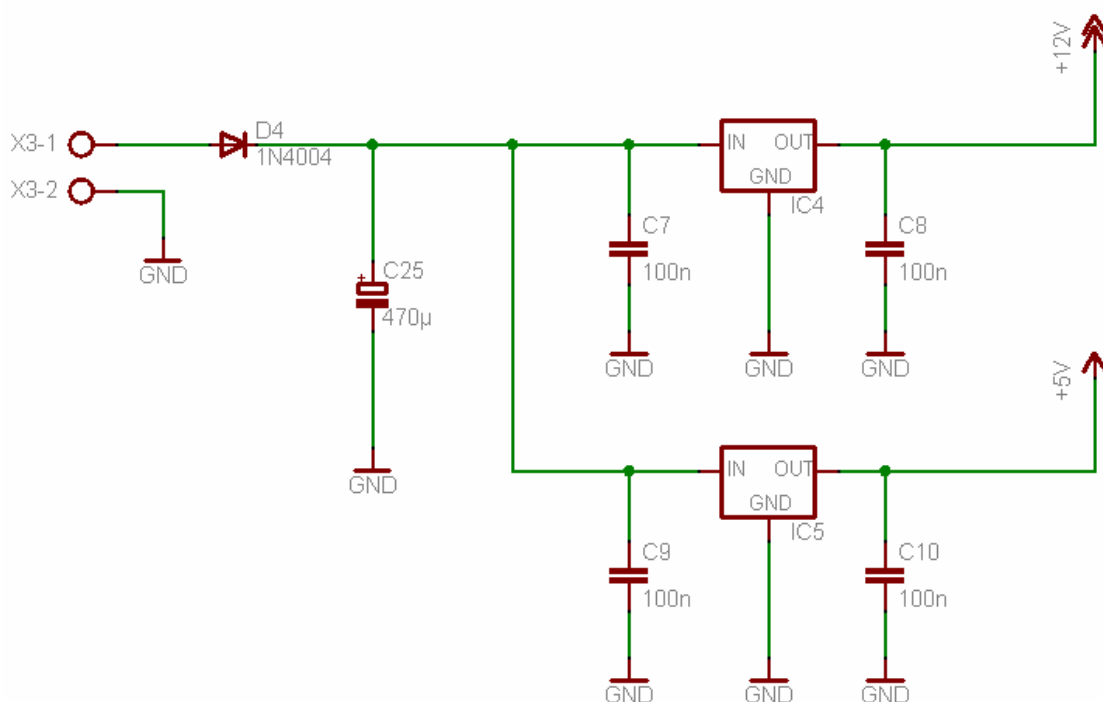 +12V
X3-1
D4
1N4004
IN OUT
GND
IC4
X3-2
GND
C7
100n
C8
100n
C25
+
470µ
GND
GND
GND
GND
+5V
IN OUT
GND
IC5
C9
100n
C10
100n
GND
GND
GND